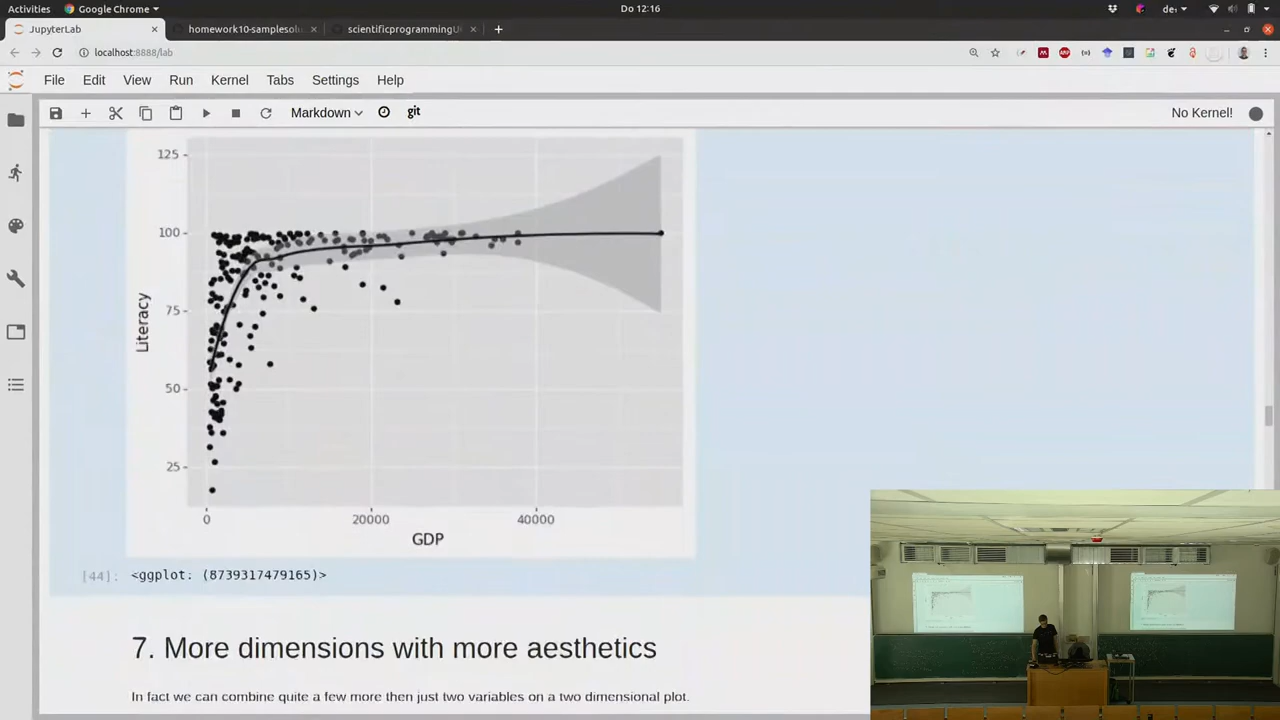 Activities
Google Chrome
Do 12:16
de₁
JupyterLab
homework10-samplesolu
scientificprogrammingU
localhost:8888/lab
File
Edit
View
Run
Kernel
Tabs
Settings
Help
Markdown
git
No Kernel!
125
100
75
50
25
Literacy
0
20000
40000
GDP
[44]:
<ggplot: (8739317479165)>
7. More dimensions with more aesthetics
In fact we can combine quite a few more then just two variables on a two dimensional plot.